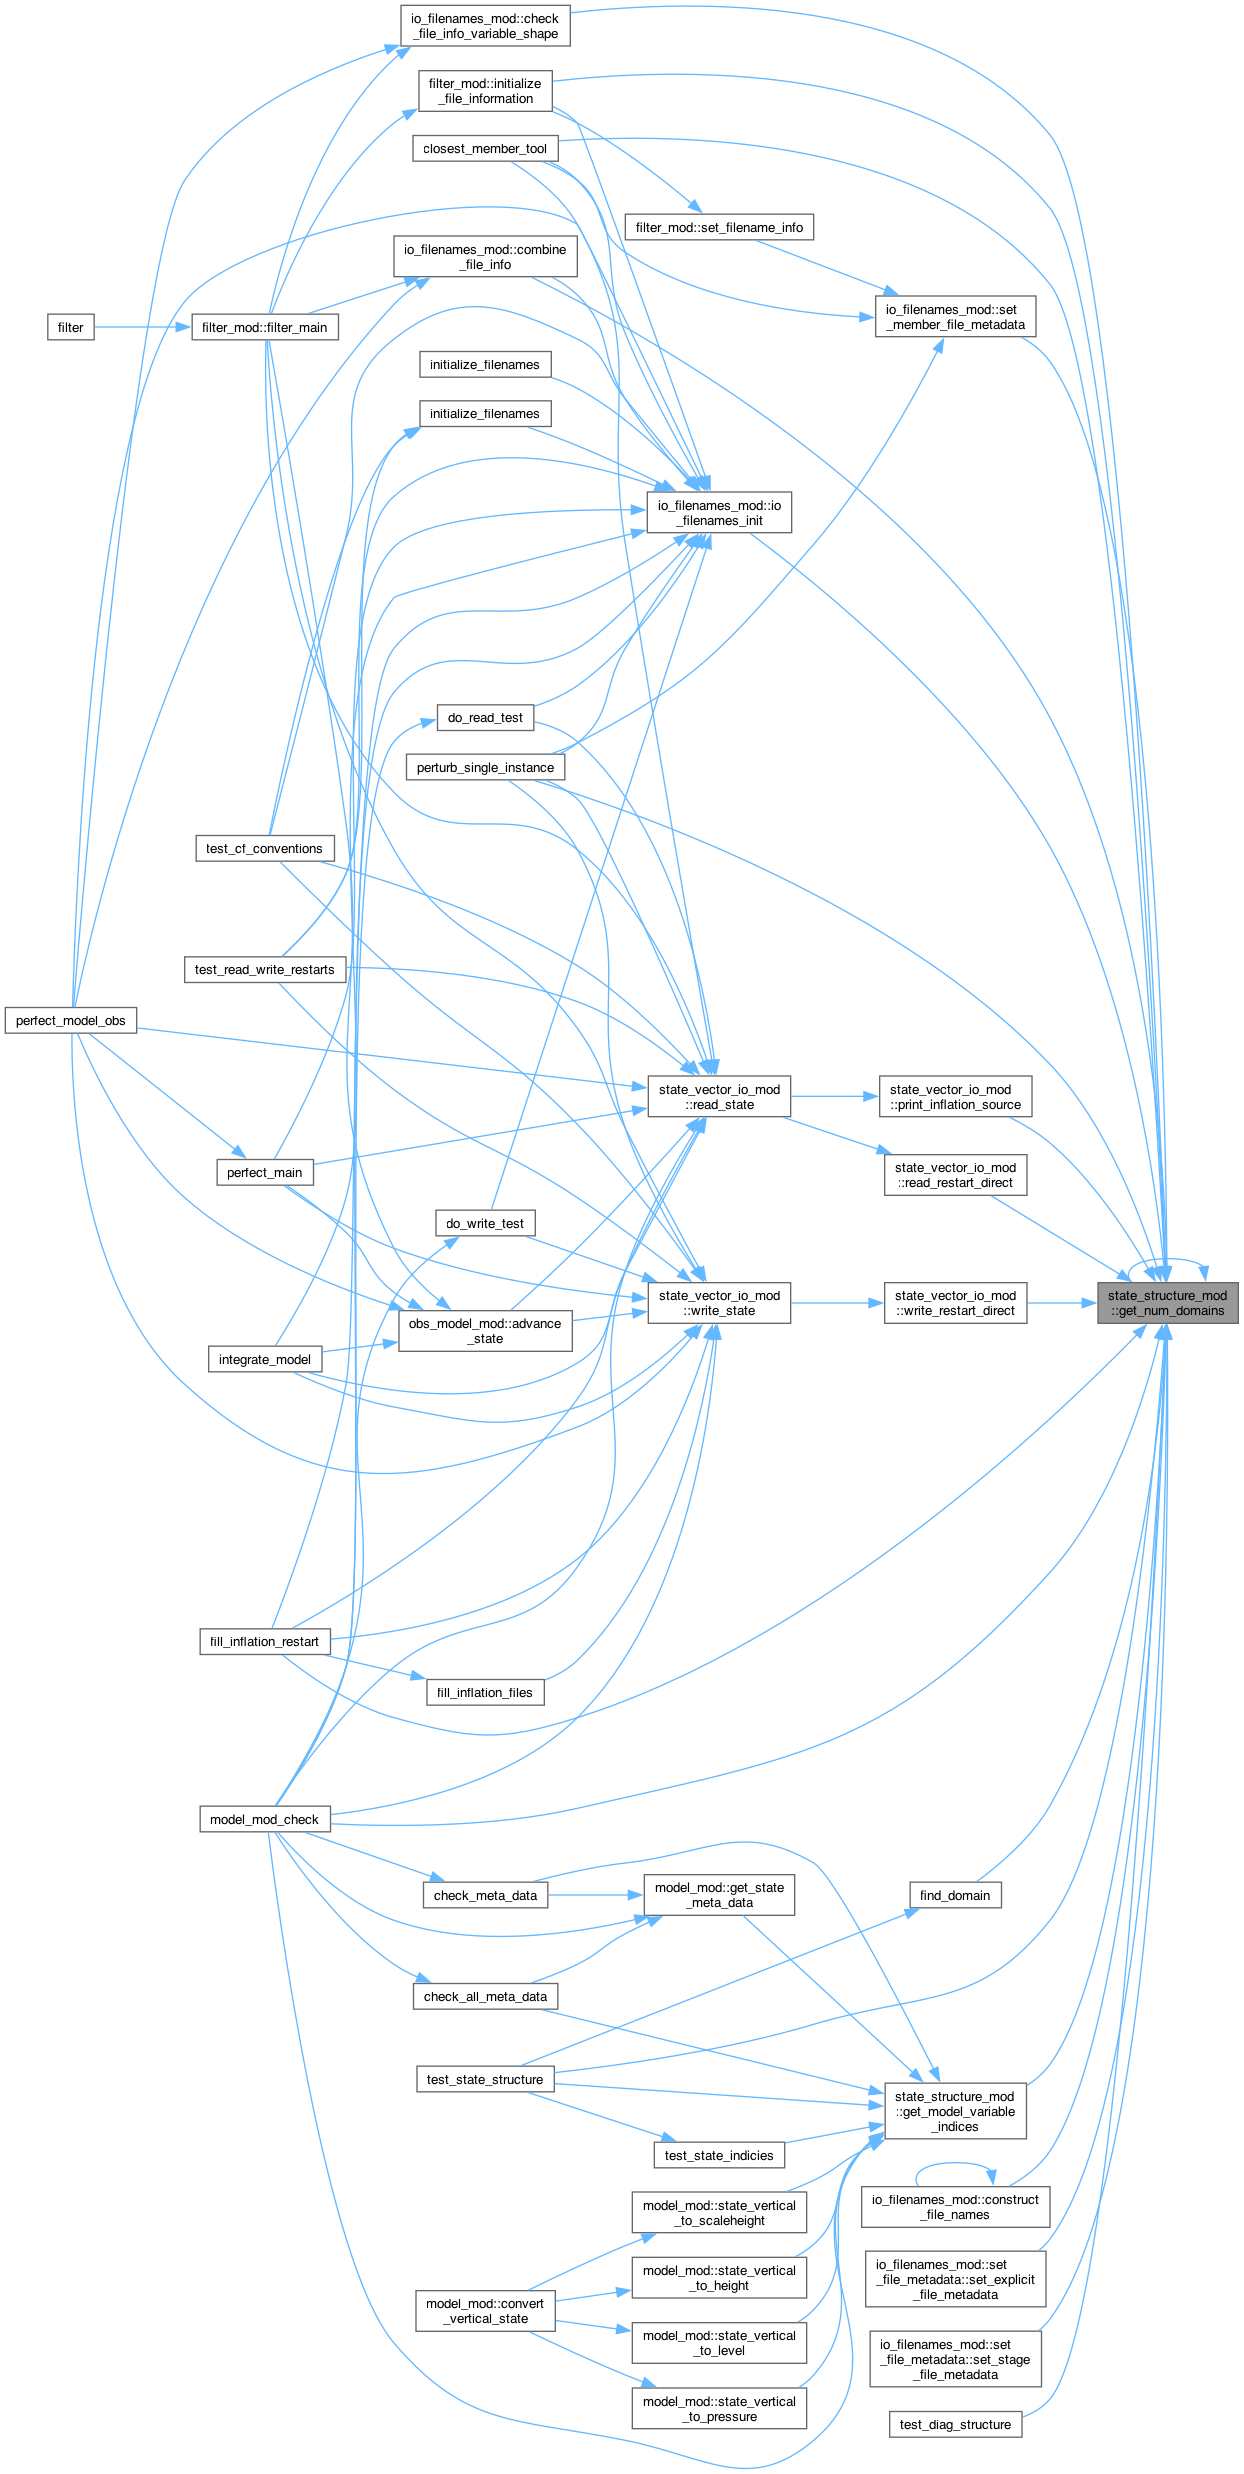 io_filenames_mod::check
_file_info_variable_shape
filter_mod::initialize
_file_information
closest_member_tool
filter_mod::set_filename_info
io_filenames_mod::combine
_file_info
io_filenames_mod::set
_member_file_metadata
filter
filter_mod::filter_main
initialize_filenames
initialize_filenames
io_filenames_mod::io
_filenames_init
do_read_test
perturb_single_instance
test_cf_conventions
test_read_write_restarts
perfect_model_obs
state_vector_io_mod
::read_state
state_vector_io_mod
::print_inflation_source
perfect_main
state_vector_io_mod
::read_restart_direct
do_write_test
state_vector_io_mod
::write_state
state_vector_io_mod
::write_restart_direct
state_structure_mod
::get_num_domains
obs_model_mod::advance
_state
integrate_model
fill_inflation_restart
fill_inflation_files
model_mod_check
check_meta_data
model_mod::get_state
_meta_data
find_domain
check_all_meta_data
test_state_structure
state_structure_mod
::get_model_variable
_indices
test_state_indicies
model_mod::state_vertical
_to_scaleheight
io_filenames_mod::construct
_file_names
model_mod::state_vertical
_to_height
io_filenames_mod::set
_file_metadata::set_explicit
_file_metadata
model_mod::convert
_vertical_state
model_mod::state_vertical
_to_level
io_filenames_mod::set
_file_metadata::set_stage
_file_metadata
model_mod::state_vertical
_to_pressure
test_diag_structure